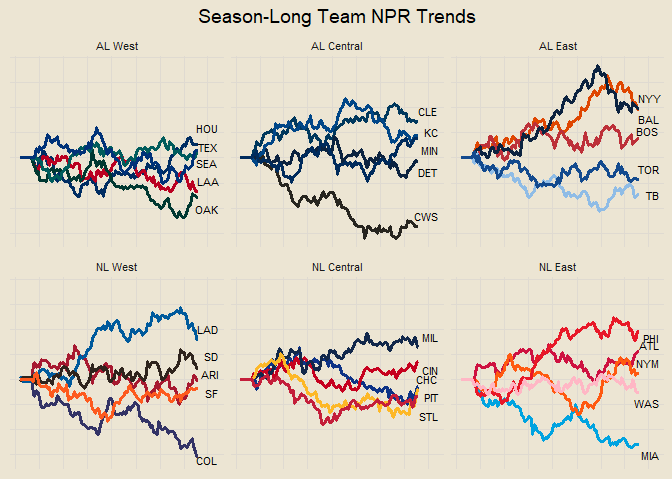 Season-Long Team NPR Trends
AL West
AL Central
AL East
HOU
TEX
SEA
LAA
OAK
CLE
KC
MIN
DET
CWS
NYY
BAL
BOS
TOR
TB
NL West
NL Central
NL East
LAD
SD
ARI
SF
COL
MIL
CIN
CHC
PIT
STL
PHI
ATL
NYM
WAS
MIA